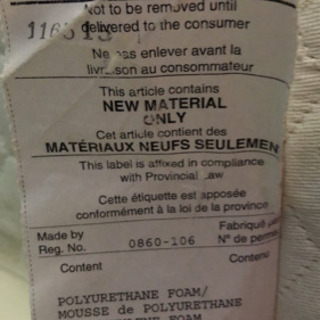 Not to be removed until
116513 delivered to the consumer
Ne pas enlever avant la
livraison au consommateur
This article contains
NEW MATERIAL
ONLY
Cet article contient des
MATÉRIAUX NEUFS SEULEMEN
This label is affixed in compliance
with Provincial Law
Cette étiquette est apposée
conformément à la loi de la province
Made by
Reg. No. 0860-106
Fabriqué
N° de permis
Content
Contenu
POLYURETHANE FOAM/
MOUSSE DE POLYURETHANE
FOAM